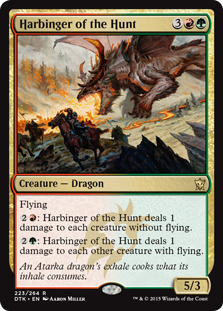 Harbinger of the Hunt 3
Creature — Dragon
Flying
2: Harbinger of the Hunt deals 1
damage to each creature without flying.
2: Harbinger of the Hunt deals 1
damage to each other creature with flying.
An Atarka dragon's exhale cooks what its
inhale consumes.
5/3
223/264 R
DTK • EN AARON MILLER
™ & © 2015 Wizards of the Coast